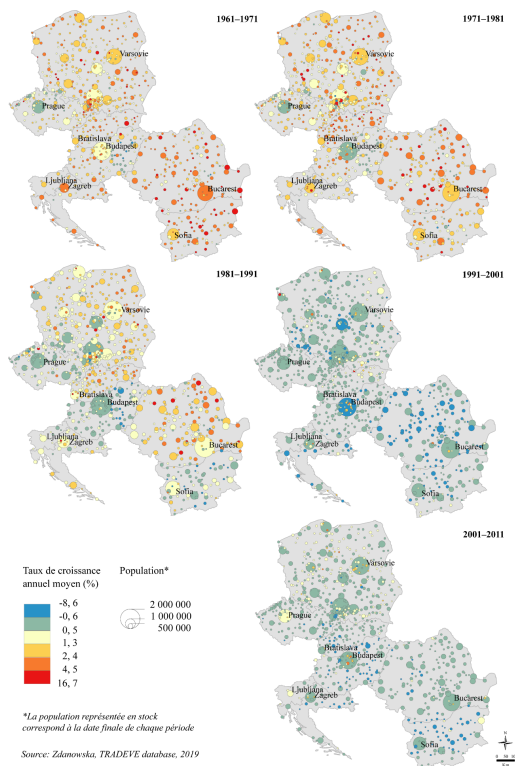 1961–1971
Varsovie
Prague
Bratislava
Budapest
Ljubljana
Zagreb
Bucarest
Sofia
1971–1981
Varsovie
Prague
Bratislava
Budapest
Ljubljana
Zagreb
Bucarest
Sofia
1981–1991
Varsovie
Prague
Bratislava
Budapest
Ljubljana
Zagreb
Bucarest
Sofia
1991–2001
Varsovie
Prague
Bratislava
Budapest
Ljubljana
Zagreb
Bucarest
Sofia
2001–2011
Varsovie
Prague
Bratislava
Budapest
Ljubljana
Zagreb
Bucarest
Sofia
Taux de croissance
annuel moyen (%)
-8, 6
-0, 6
0, 5
1, 3
2, 4
4, 5
16, 7
Population*
2 000 000
1 000 000
500 000
*La population représentée en stock
correspond à la date finale de chaque période
Source: Zdanowska, TRADEVE database, 2019
N